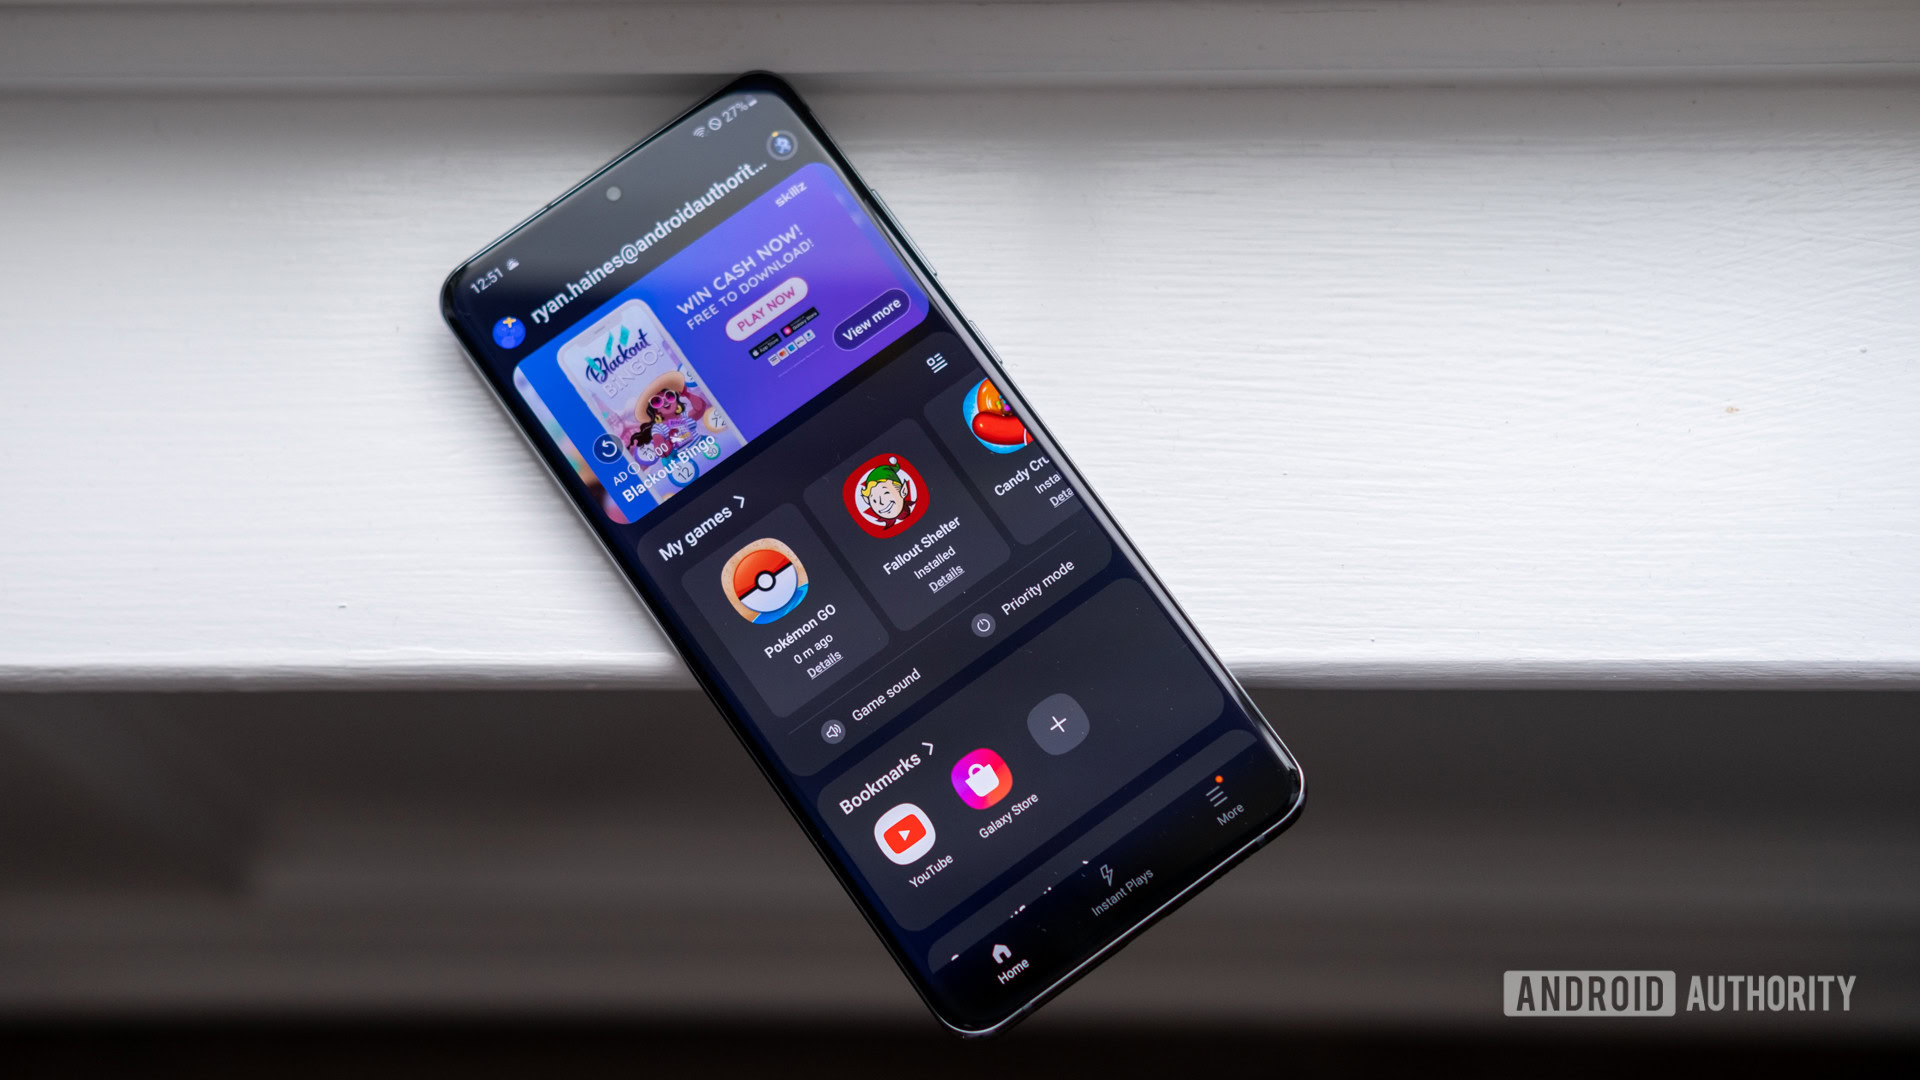 12:51
27%
ryan.haines@androidauthorit...
skillz
WIN CASH NOW!
FREE TO DOWNLOAD!
PLAY NOW
View more
Blackout
BINGO
AD
0:00
Blackout Bingo
My games
Pokémon GO
0 m ago
Details
Fallout Shelter
Installed
Details
Candy Cru
Insta
Deta
Game sound
Priority mode
Bookmarks
YouTube
Galaxy Store
Home
Instant Plays
More
ANDROID AUTHORITY